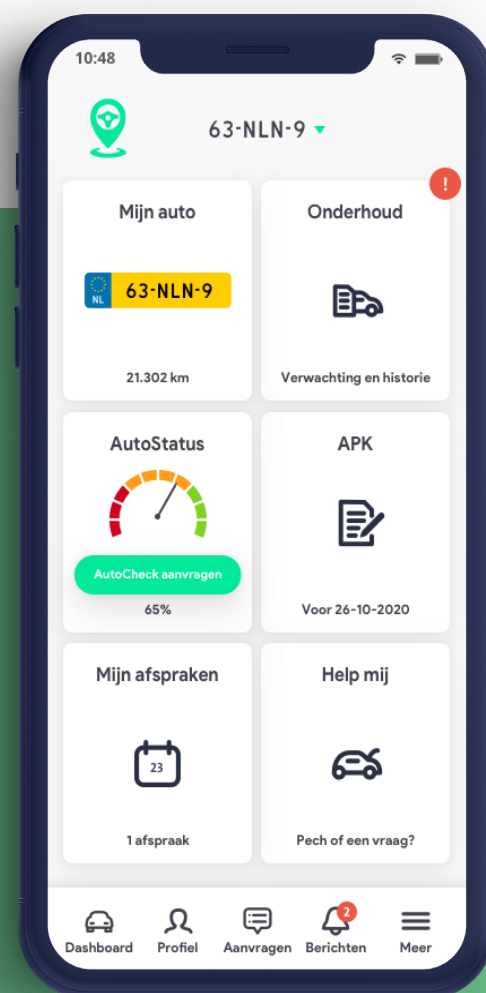 10:48
63-NLN-9
!
Mijn auto
NL 63-NLN-9
21.302 km
Onderhoud
Verwachting en historie
AutoStatus
AutoCheck aanvragen
65%
APK
Voor 26-10-2020
Mijn afspraken
23
1 afspraak
Help mij
Pech of een vraag?
2
Dashboard Profiel Aanvragen Berichten Meer